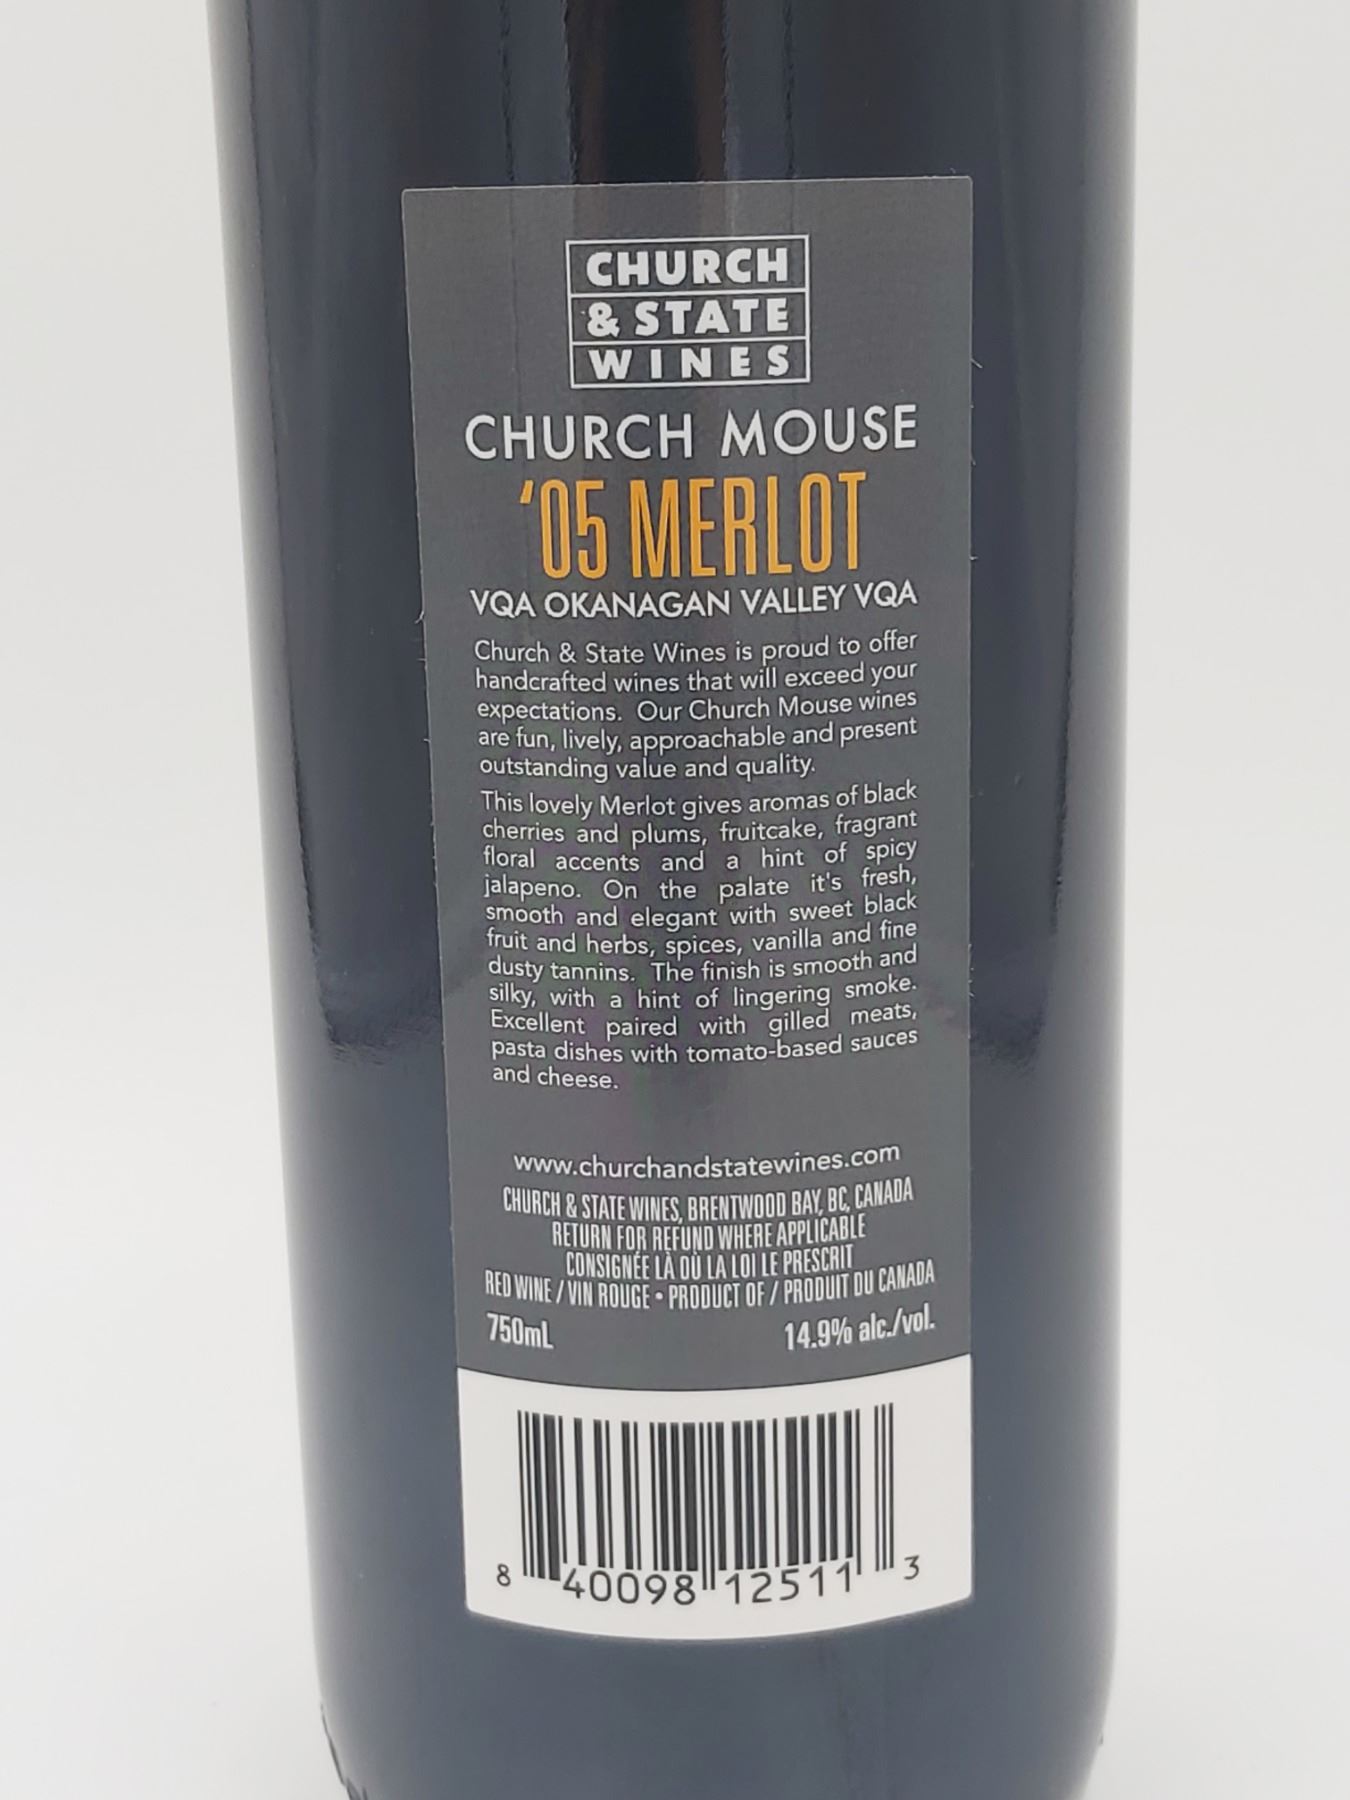 CHURCH
& STATE
WINES
CHURCH MOUSE
‘05 MERLOT
VQA OKANAGAN VALLEY VQA
Church & State Wines is proud to offer
handcrafted wines that will exceed your
expectations. Our Church Mouse wines
are fun, lively, approachable and present
outstanding value and quality.
This lovely Merlot gives aromas of black
cherries and plums, fruitcake, fragrant
floral accents and a hint of spicy
jalapeno. On the palate it's fresh,
smooth and elegant with sweet black
fruit and herbs, spices, vanilla and fine
dusty tannins. The finish is smooth and
silky, with a hint of lingering smoke.
Excellent paired with gilled meats,
pasta dishes with tomato-based sauces
and cheese.
www.churchandstatewines.com
CHURCH & STATE WINES, BRENTWOOD BAY, BC, CANADA
RETURN FOR REFUND WHERE APPLICABLE
CONSIGNÉE LÀ OÙ LA LOI LE PRESCRIT
RED WINE / VIN ROUGE • PRODUCT OF / PRODUIT DU CANADA
750mL 14.9% alc./vol.
8 40098 12511 3